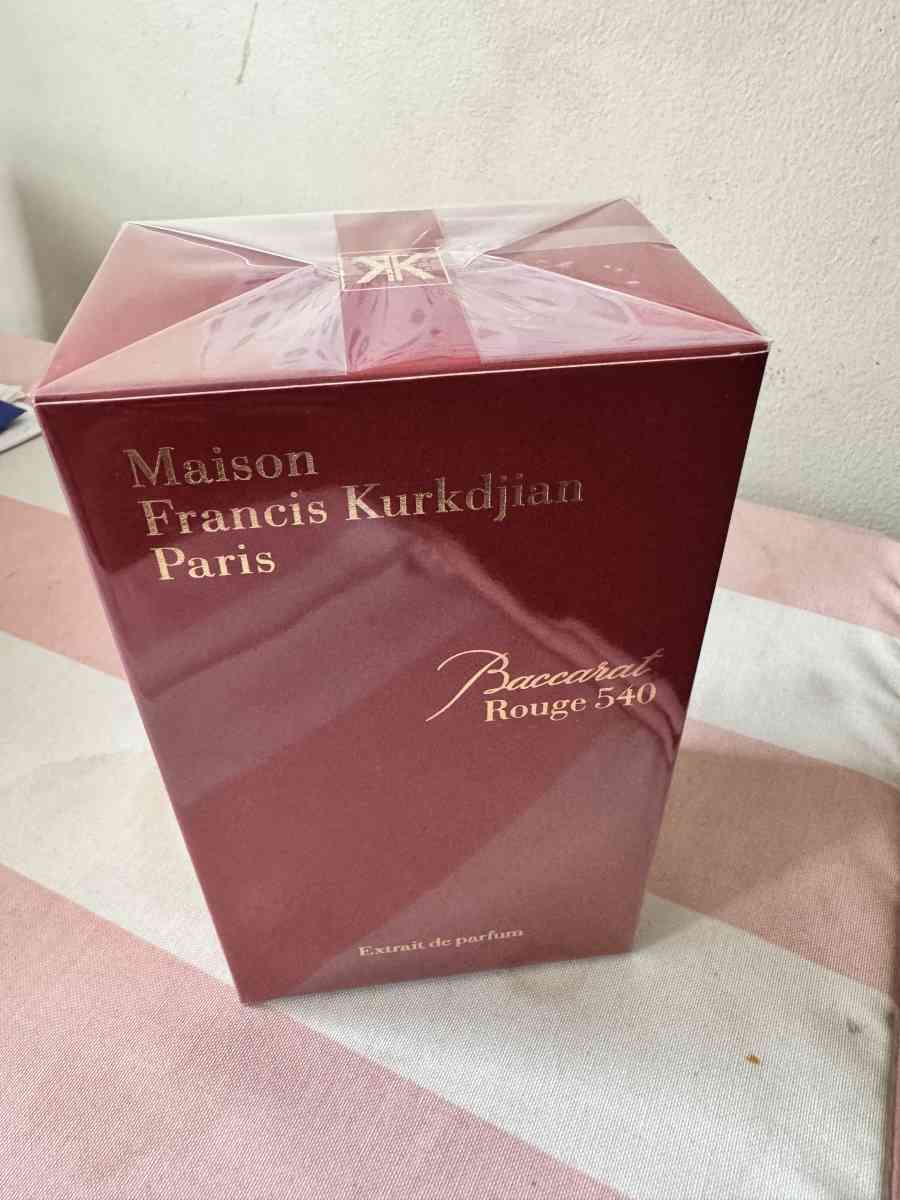 Maison
Francis Kurkdjian
Paris
Baccarat
Rouge 540
Extrait de parfum